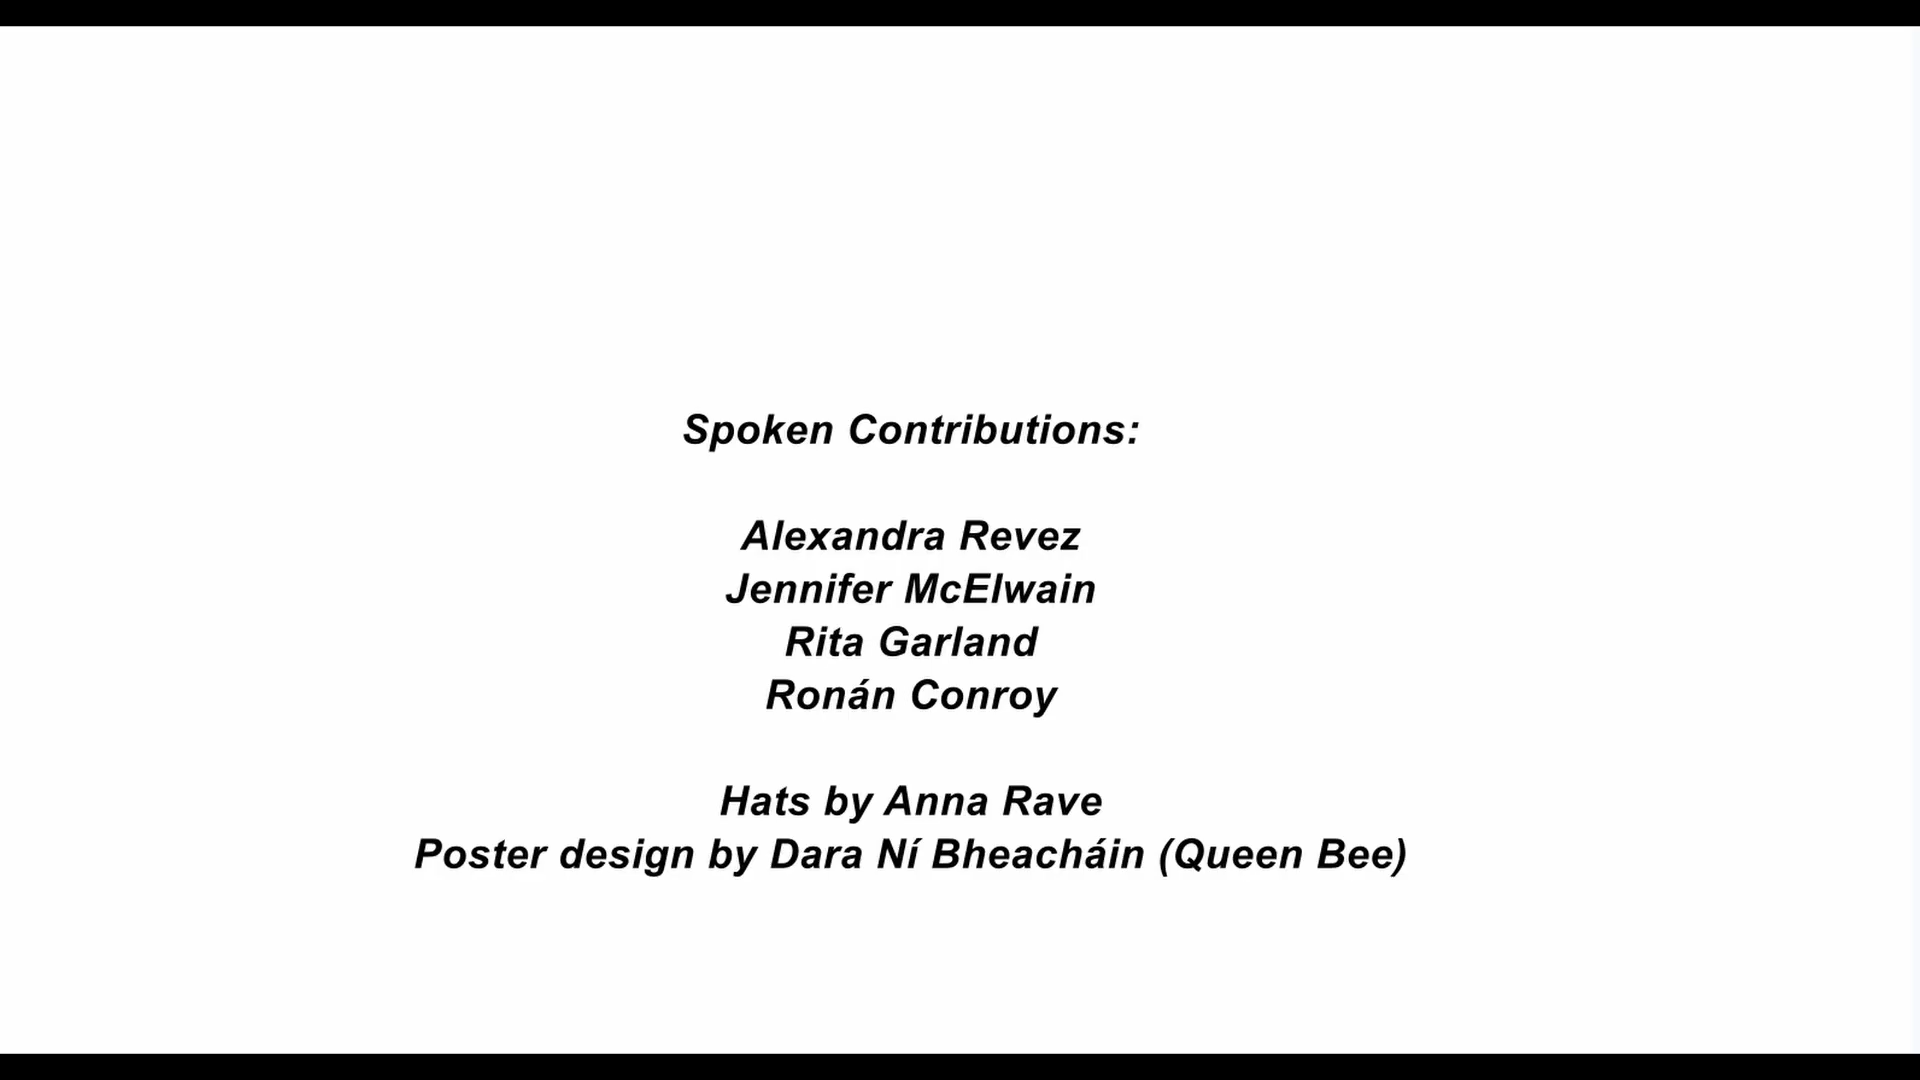 Spoken Contributions:
Alexandra Revez
Jennifer McElwain
Rita Garland
Ronán Conroy
Hats by Anna Rave
Poster design by Dara Ní Bheacháin (Queen Bee)